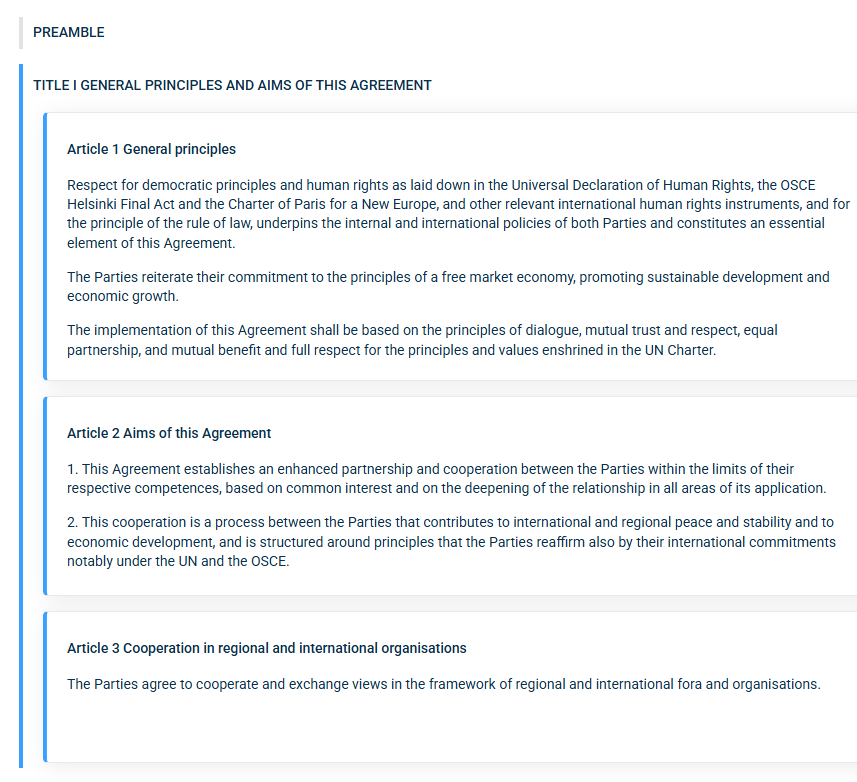 PREAMBLE
TITLE I GENERAL PRINCIPLES AND AIMS OF THIS AGREEMENT
Article 1 General principles
Respect for democratic principles and human rights as laid down in the Universal Declaration of Human Rights, the OSCE
Helsinki Final Act and the Charter of Paris for a New Europe, and other relevant international human rights instruments, and for
the principle of the rule of law, underpins the internal and international policies of both Parties and constitutes an essential
element of this Agreement.
The Parties reiterate their commitment to the principles of a free market economy, promoting sustainable development and
economic growth.
The implementation of this Agreement shall be based on the principles of dialogue, mutual trust and respect, equal
partnership, and mutual benefit and full respect for the principles and values enshrined in the UN Charter.
Article 2 Aims of this Agreement
1. This Agreement establishes an enhanced partnership and cooperation between the Parties within the limits of their
respective competences, based on common interest and on the deepening of the relationship in all areas of its application.
2. This cooperation is a process between the Parties that contributes to international and regional peace and stability and to
economic development, and is structured around principles that the Parties reaffirm also by their international commitments
notably under the UN and the OSCE.
Article 3 Cooperation in regional and international organisations
The Parties agree to cooperate and exchange views in the framework of regional and international fora and organisations.